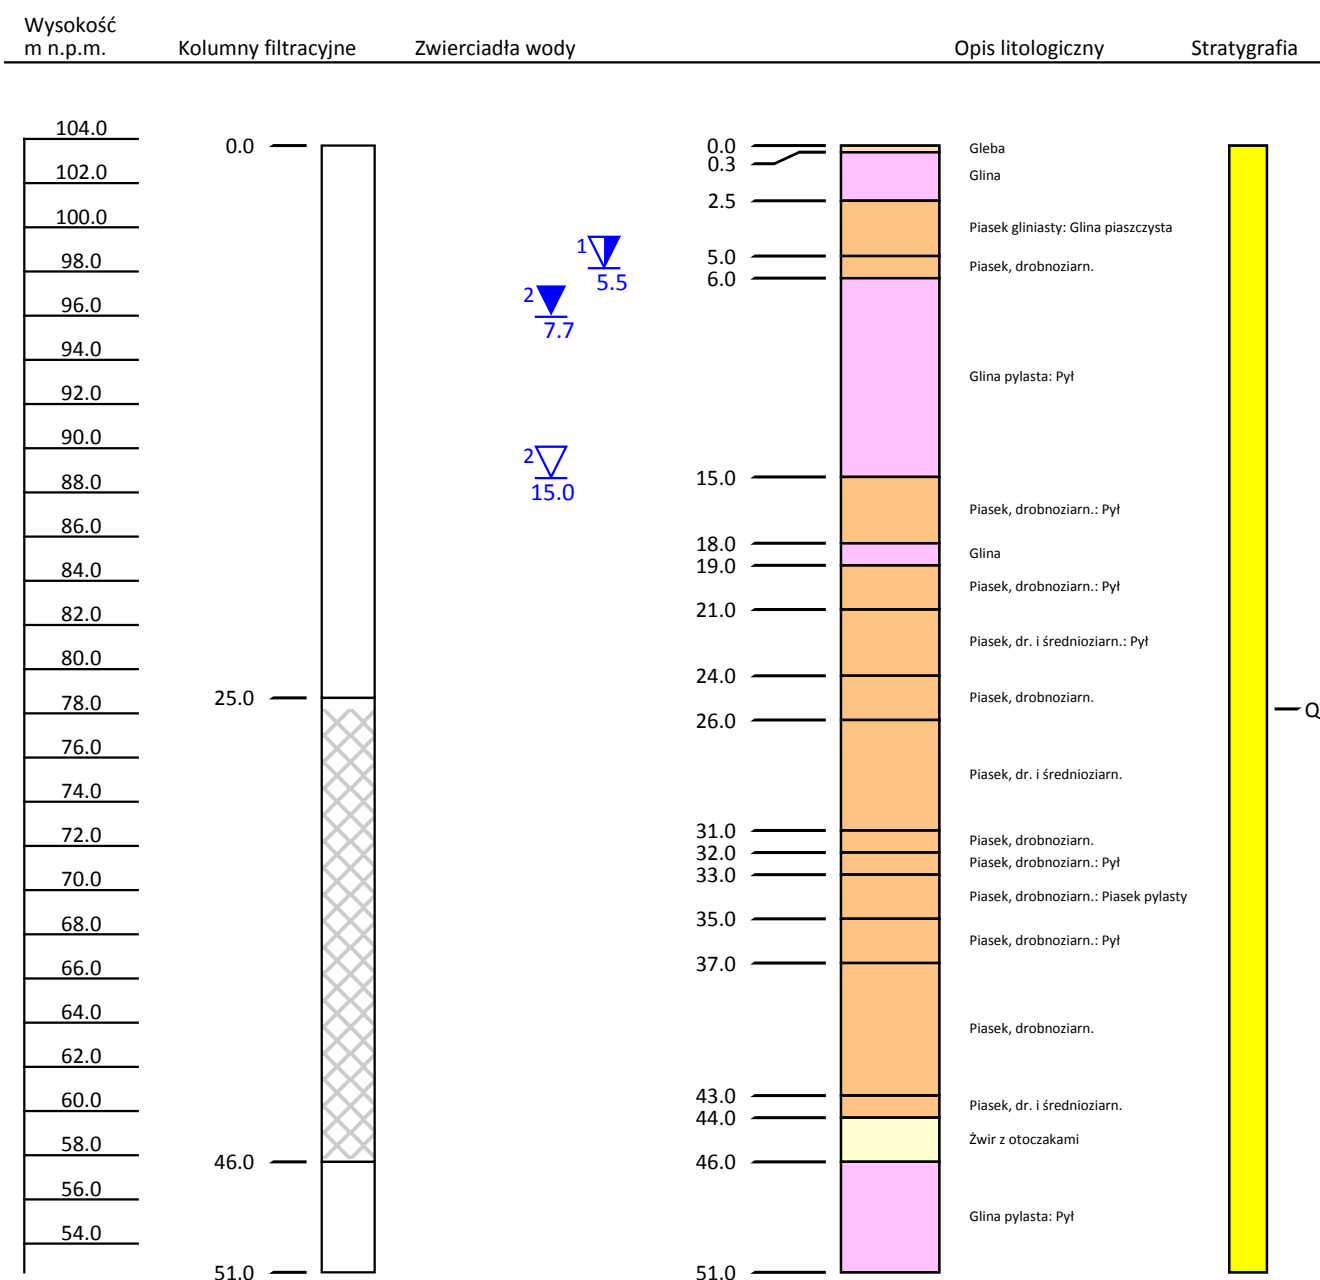 Wysokość
m n.p.m.
Kolumny filtracyjne
Zwierciadła wody
Opis litologiczny
Stratygrafia
104.0
102.0
100.0
98.0
96.0
94.0
92.0
90.0
88.0
86.0
84.0
82.0
80.0
78.0
76.0
74.0
72.0
70.0
68.0
66.0
64.0
62.0
60.0
58.0
56.0
54.0
0.0
25.0
46.0
51.0
1
5.5
2
7.7
2
15.0
0.0
0.3
2.5
5.0
6.0
15.0
18.0
19.0
21.0
24.0
26.0
31.0
32.0
33.0
35.0
37.0
43.0
44.0
46.0
51.0
Gleba
Glina
Piasek gliniasty: Glina piaszczysta
Piasek, drobnoziarn.
Glina pylasta: Pył
Piasek, drobnoziarn.: Pył
Glina
Piasek, drobnoziarn.: Pył
Piasek, dr. i średnioziarn.: Pył
Piasek, drobnoziarn.
Piasek, dr. i średnioziarn.
Piasek, drobnoziarn.
Piasek, drobnoziarn.: Pył
Piasek, drobnoziarn.: Piasek pylasty
Piasek, drobnoziarn.: Pył
Piasek, drobnoziarn.
Piasek, dr. i średnioziarn.
Żwir z otoczakami
Glina pylasta: Pył
Q